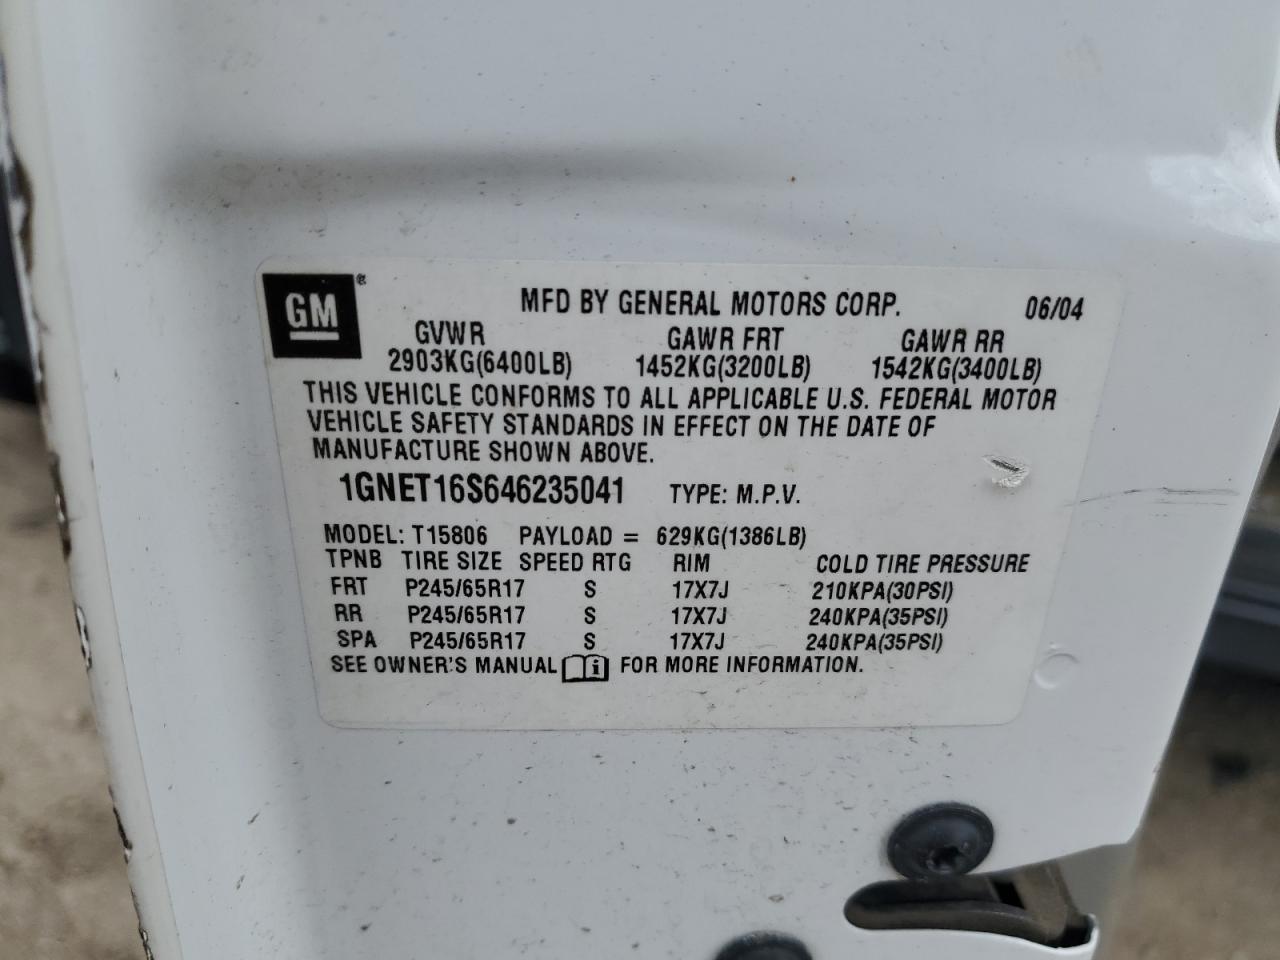 GM ®
MFD BY GENERAL MOTORS CORP. 06/04
GVWR GAWR FRT GAWR RR
2903KG(6400LB) 1452KG(3200LB) 1542KG(3400LB)
THIS VEHICLE CONFORMS TO ALL APPLICABLE U.S. FEDERAL MOTOR
VEHICLE SAFETY STANDARDS IN EFFECT ON THE DATE OF
MANUFACTURE SHOWN ABOVE.
1GNET16S646235041 TYPE: M.P.V.
MODEL: T15806 PAYLOAD = 629KG(1386LB)
TPNB TIRE SIZE SPEED RTG RIM COLD TIRE PRESSURE
FRT P245/65R17 S 17X7J 210KPA(30PSI)
RR P245/65R17 S 17X7J 240KPA(35PSI)
SPA P245/65R17 S 17X7J 240KPA(35PSI)
SEE OWNER'S MANUAL i FOR MORE INFORMATION.